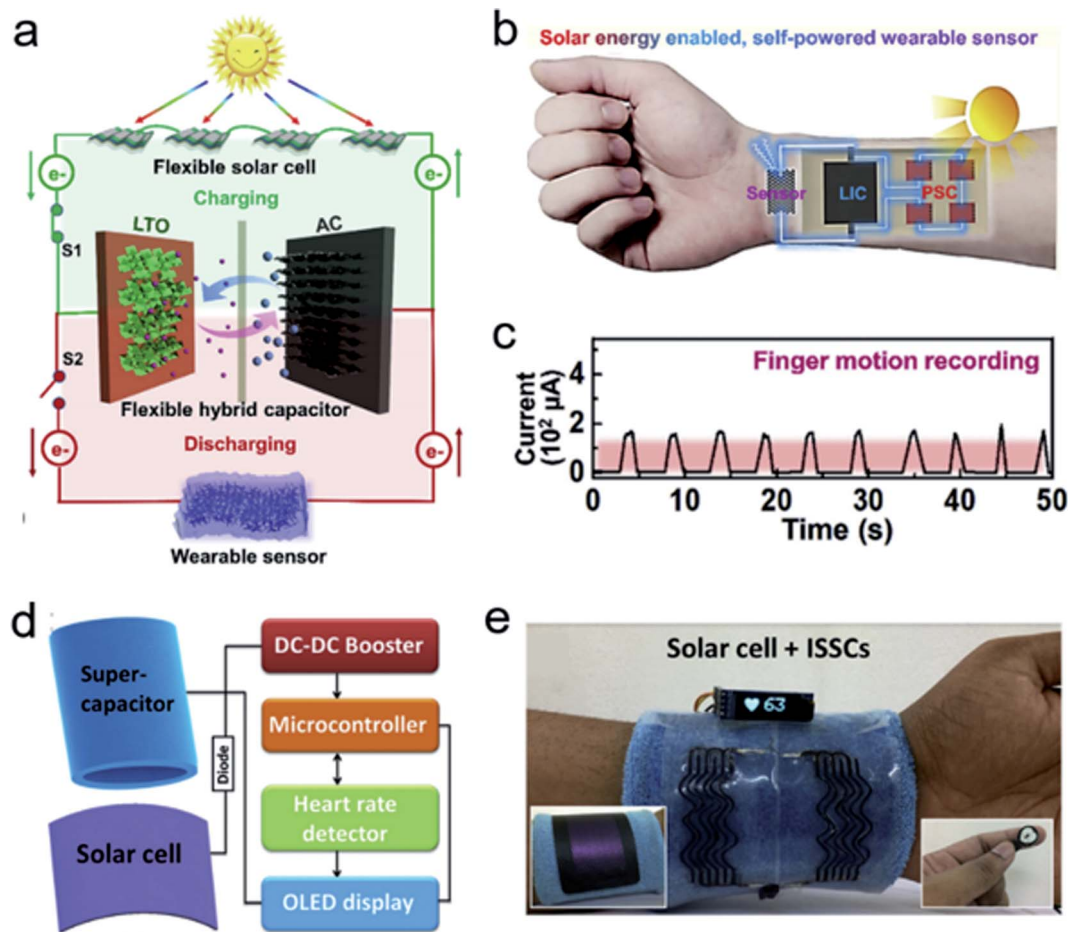 a
Flexible solar cell
e-
e-
Charging
LTO
AC
S1
S2
Flexible hybrid capacitor
Discharging
e-
e-
Wearable sensor
b
Solar energy enabled, self-powered wearable sensor
Sensor
LIC
PSC
c
Finger motion recording
Current
(10² µA)
4
2
0
0 10 20 30 40 50
Time (s)
d
Super-
capacitor
Diode
Solar cell
DC-DC Booster
Microcontroller
Heart rate
detector
OLED display
e
Solar cell + ISSCs
♥ 63